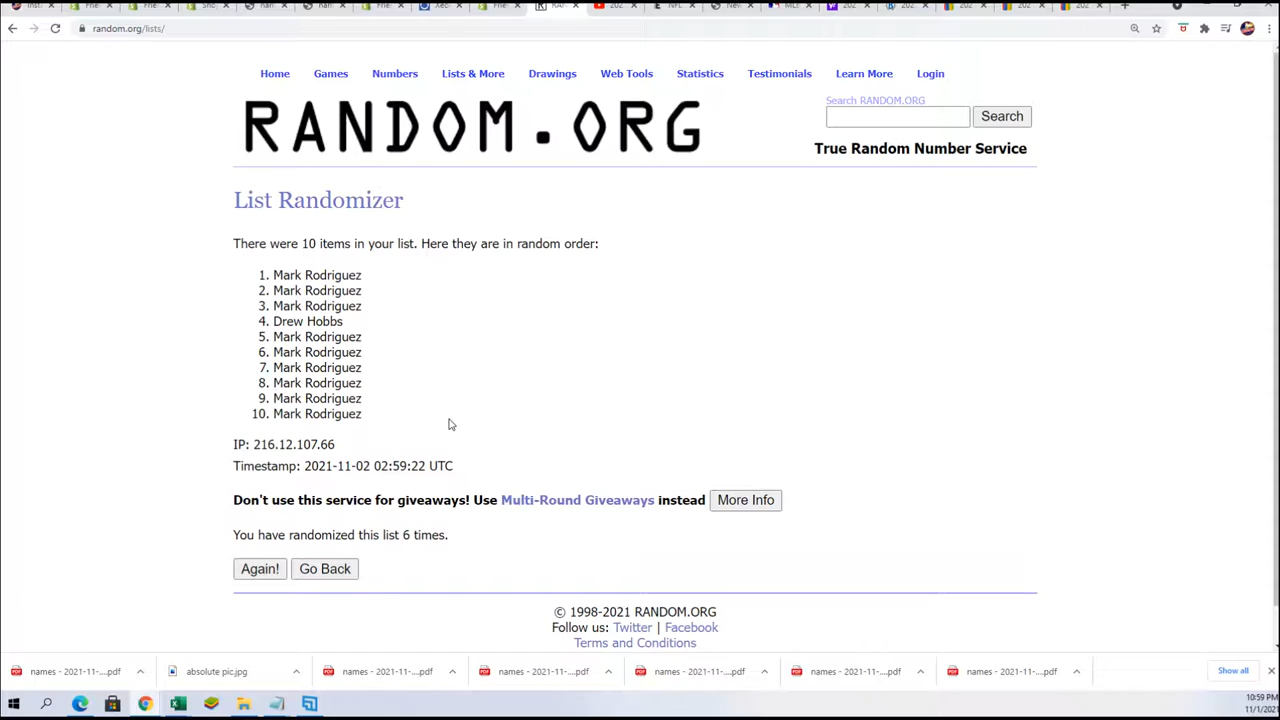 random.org/lists/
Home Games Numbers Lists & More Drawings Web Tools Statistics Testimonials Learn More Login
RANDOM.ORG
Search RANDOM.ORG
Search
True Random Number Service
List Randomizer
There were 10 items in your list. Here they are in random order:
1. Mark Rodriguez
2. Mark Rodriguez
3. Mark Rodriguez
4. Drew Hobbs
5. Mark Rodriguez
6. Mark Rodriguez
7. Mark Rodriguez
8. Mark Rodriguez
9. Mark Rodriguez
10. Mark Rodriguez
IP: 216.12.107.66
Timestamp: 2021-11-02 02:59:22 UTC
Don't use this service for giveaways! Use Multi-Round Giveaways instead More Info
You have randomized this list 6 times.
Again! Go Back
© 1998-2021 RANDOM.ORG
Follow us: Twitter | Facebook
Terms and Conditions
names - 2021-11-....pdf absolute pic.jpg names - 2021-11-....pdf names - 2021-11-....pdf names - 2021-11-....pdf names - 2021-11-....pdf names - 2021-11-....pdf Show all
10:59 PM
11/1/2021